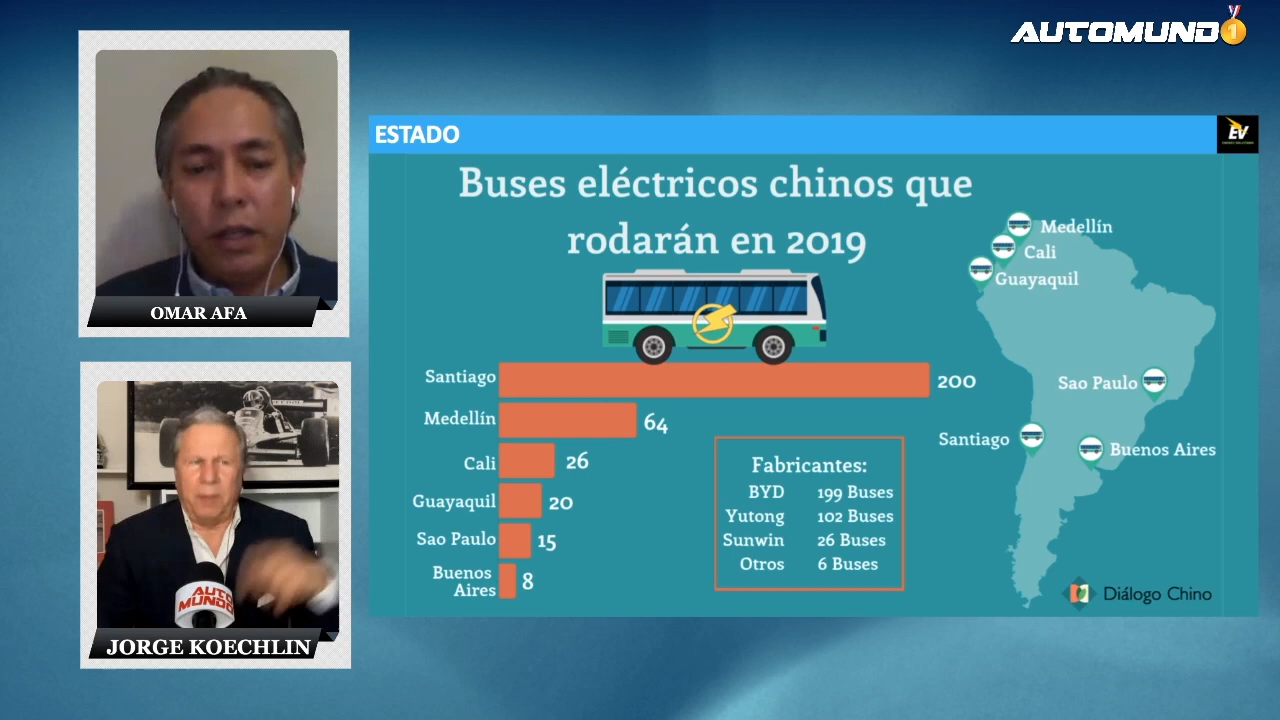 AUTOMUNDO 1
OMAR AFA
AUTO
MUNDO
JORGE KOECHLIN
ESTADO
EV
Buses eléctricos chinos que
rodarán en 2019
Santiago 200
Medellín 64
Cali 26
Guayaquil 20
Sao Paulo 15
Buenos
Aires 8
Fabricantes:
BYD 199 Buses
Yutong 102 Buses
Sunwin 26 Buses
Otros 6 Buses
Medellín
Cali
Guayaquil
Sao Paulo
Santiago
Buenos Aires
Diálogo Chino